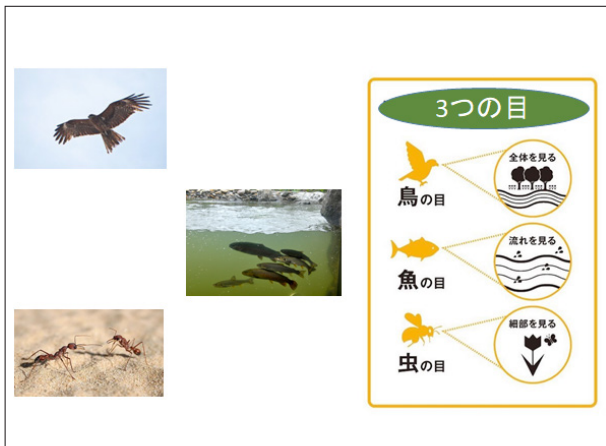 3つの目
全体を見る
鳥の目
流れを見る
魚の目
細部を見る
虫の目